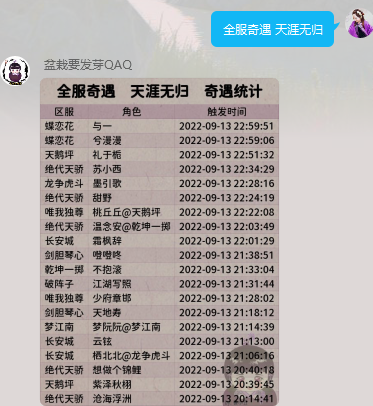 全服奇遇 天涯无归
盆栽要发芽QAQ
全服奇遇 天涯无归 奇遇统计
区服 角色 触发时间
蝶恋花 与一 2022-09-13 22:59:51
蝶恋花 兮漫漫 2022-09-13 22:59:06
天鹅坪 礼于栀 2022-09-13 22:51:32
绝代天骄 苏小西 2022-09-13 22:34:29
龙争虎斗 墨引歌 2022-09-13 22:28:16
绝代天骄 甜野 2022-09-13 22:24:19
唯我独尊 桃丘丘@天鹅坪 2022-09-13 22:22:08
绝代天骄 温念安@乾坤一掷 2022-09-13 22:03:49
长安城 霜枫辞 2022-09-13 22:01:29
剑胆琴心 噔噔咚 2022-09-13 21:38:51
乾坤一掷 不抱滚 2022-09-13 21:33:04
破阵子 江湖写照 2022-09-13 21:31:44
唯我独尊 少府章邯 2022-09-13 21:28:02
剑胆琴心 天地寿 2022-09-13 21:18:12
梦江南 梦阮阮@梦江南 2022-09-13 21:14:39
长安城 云铉 2022-09-13 21:13:00
长安城 栖北北@龙争虎斗 2022-09-13 21:06:16
绝代天骄 想做个锦鲤 2022-09-13 20:40:18
天鹅坪 紫泽秋栩 2022-09-13 20:39:45
绝代天骄 沧海浮洲 2022-09-13 20:14:41